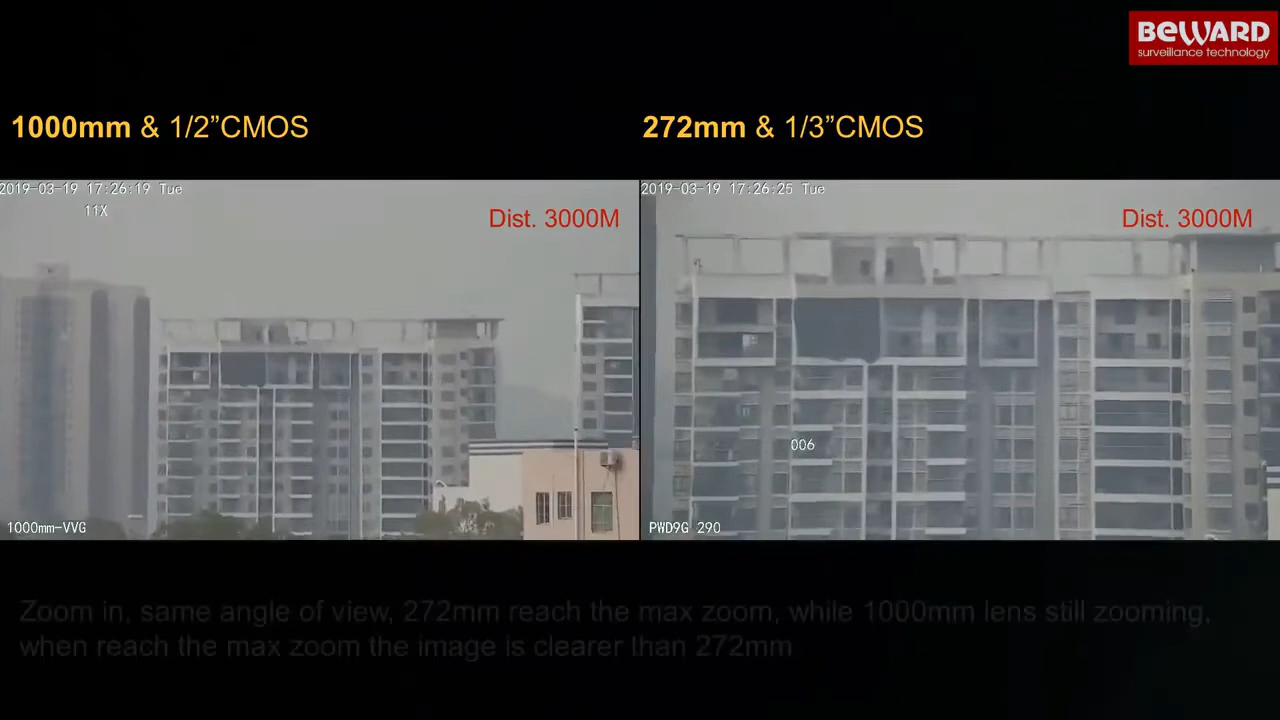 BEWARD
surveillance technology
1000mm & 1/2”CMOS
272mm & 1/3”CMOS
2019-03-19 17:26:19 Tue
11X
Dist. 3000M
2019-03-19 17:26:25 Tue
Dist. 3000M
006
1000mm-VVG
PWD9G 290
Zoom in, same angle of view, 272mm reach the max zoom, while 1000mm lens still zooming,
when reach the max zoom the image is clearer than 272mm